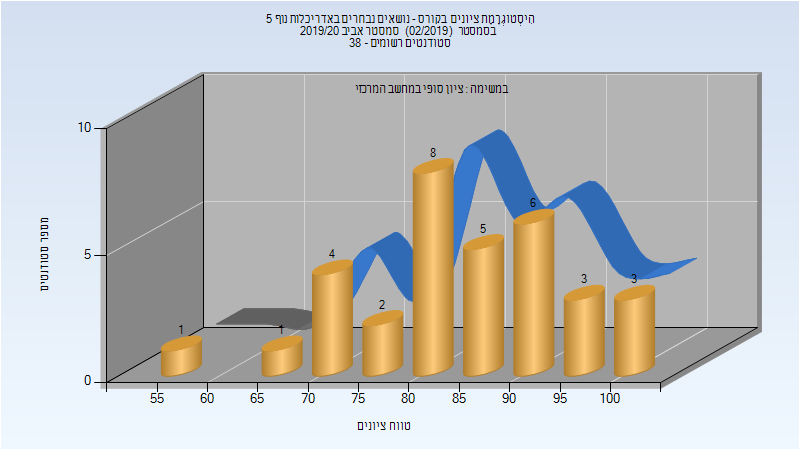 הִיסְטוֹגְרָמַת ציונים בקורס - נושאים נבחרים באדריכלות נוף 5
בסמסטר (02/2019) סמסטר אביב 2019/20
סטודנטים רשומים - 38
במשימה : ציון סופי במחשב המרכזי
מספר סטודנטים
10
5
0
1
1
4
2
8
5
6
3
3
55 60 65 70 75 80 85 90 95 100
טווח ציונים